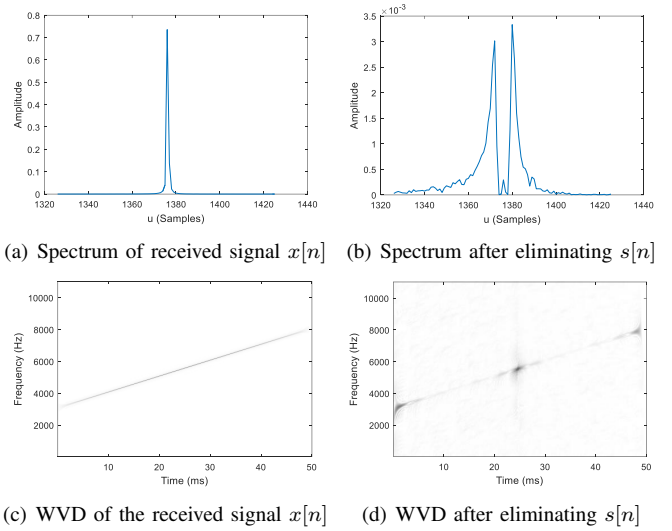 0.8
0.7
0.6
0.5
0.4
0.3
0.2
0.1
0
1320 1340 1360 1380 1400 1420 1440
Amplitude
u (Samples)
×10⁻³
3.5
3
2.5
2
1.5
1
0.5
0
1320 1340 1360 1380 1400 1420 1440
Amplitude
u (Samples)
(a) Spectrum of received signal x[n]
(b) Spectrum after eliminating s[n]
10000
8000
6000
4000
2000
10 20 30 40 50
Frequency (Hz)
Time (ms)
10000
8000
6000
4000
2000
10 20 30 40 50
Frequency (Hz)
Time (ms)
(c) WVD of the received signal x[n]
(d) WVD after eliminating s[n]